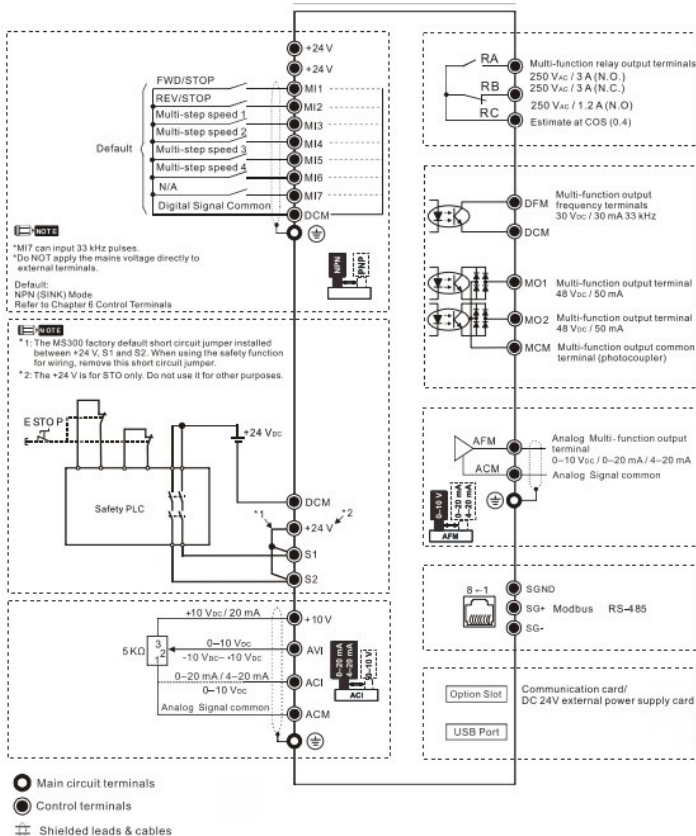 +24 V
+24 V
FWD/STOP
MI1
REV/STOP
MI2
Multi-step speed 1
MI3
Multi-step speed 2
MI4
Default
Multi-step speed 3
MI5
Multi-step speed 4
MI6
N/A
MI7
Digital Signal Common
DCM
NOTE
*MI7 can input 33 kHz pulses.
*Do NOT apply the mains voltage directly to
external terminals.
Default:
NPN (SINK) Mode
Refer to Chapter 6 Control Terminals
NPN
PNP
NOTE
*1: The MS300 factory default short circuit jumper installed
between +24 V, S1 and S2. When using the safety function
for wiring, remove this short circuit jumper.
*2: The +24 V is for STO only. Do not use it for other purposes.
ESTOP
+24 VDC
Safety PLC
DCM
*1
+24 V
*2
S1
S2
+10 VDC / 20 mA
+10V
5KΩ
3
2
1
0–10 VDC
AVI
-10 VDC– +10 VDC
0–20 mA / 4–20 mA
ACI
0–10 VDC
Analog Signal common
ACM
0–20 mA
4–20 mA
0–10 V
ACI
RA
Multi-function relay output terminals
250 VAC / 3 A (N.O.)
RB
250 VAC / 3 A (N.C.)
250 VAC / 1.2 A (N.O)
RC
Estimate at COS (0.4)
DFM
Multi-function output
frequency terminals
30 VDC / 30 mA 33 kHz
DCM
MO1
Multi-function output terminal
48 VDC / 50 mA
MO2
Multi-function output terminal
48 VDC / 50 mA
MCM
Multi-function output common
terminal (photocoupler)
AFM
Analog Multi-function output
terminal
0–10 VDC / 0–20 mA / 4–20 mA
ACM
Analog Signal common
0–10 V
0–20 mA
4–20 mA
AFM
8←1
SGND
SG+ Modbus RS-485
SG-
Option Slot
Communication card/
DC 24V external power supply card
USB Port
Main circuit terminals
Control terminals
Shielded leads & cables